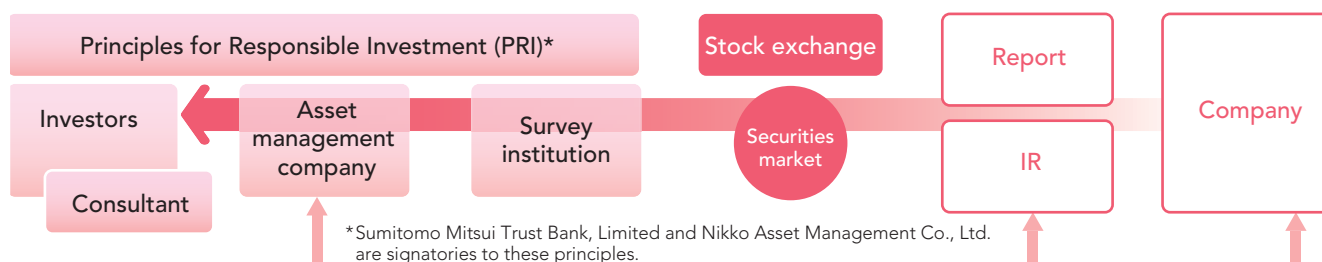 Principles for Responsible Investment (PRI)*
Stock exchange
Report
Investors
Asset
management
company
Survey
institution
Securities
market
Company
IR
Consultant
*Sumitomo Mitsui Trust Bank, Limited and Nikko Asset Management Co., Ltd.
are signatories to these principles.